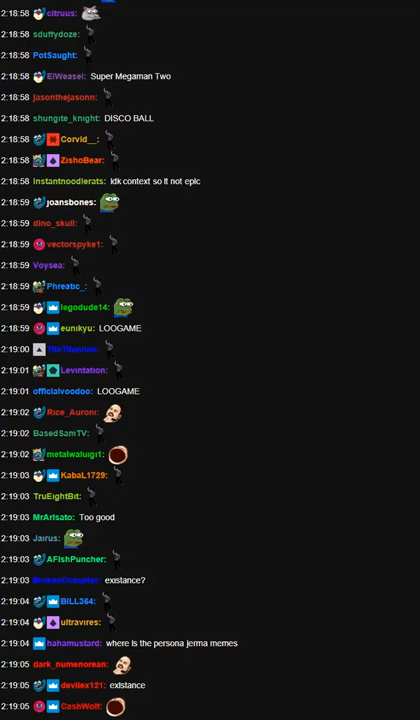 2:18:58 citruus:
2:18:58 sduffydoze:
2:18:58 PotSaught:
2:18:58 ElWeasel: Super Megaman Two
2:18:58 jasonthejasonn:
2:18:58 shungite_knight: DISCO BALL
2:18:58 Corvid__:
2:18:58 ZishoBear:
2:18:58 instantnoodlerats: idk context so it not epic
2:18:59 joansbones:
2:18:59 dino_skull:
2:18:59 vectorspyke1:
2:18:59 Voysea:
2:18:59 Phreatic_:
2:18:59 legodude14:
2:18:59 eunikyu: LOOGAME
2:19:00
2:19:01 Levintation:
2:19:01 officialvoodoo: LOOGAME
2:19:02 Rice_Auroni:
2:19:02 BasedSamTV:
2:19:02 metalwaluigi1:
2:19:03 KabaL1729:
2:19:03 TruEightBit:
2:19:03 MrArisato: Too good
2:19:03 Jairus:
2:19:03 AFishPuncher:
2:19:03 BrokenCompiler: existance?
2:19:04 BILL364:
2:19:04 ultravires:
2:19:04 hahamustard: where is the persona jerma memes
2:19:05 dark_numenorean:
2:19:05 devilex121: existance
2:19:05 CashWolf: